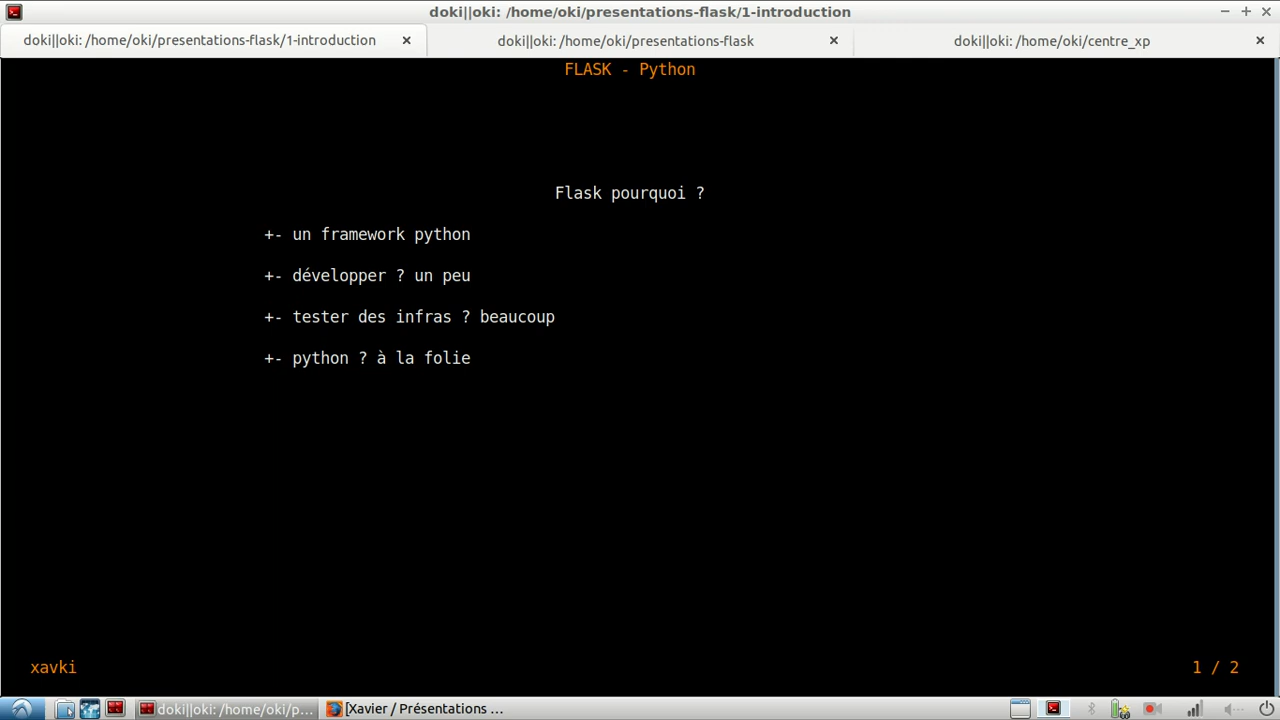 doki||oki: /home/oki/presentations-flask/1-introduction
doki||oki: /home/oki/presentations-flask/1-introduction
doki||oki: /home/oki/presentations-flask
doki||oki: /home/oki/centre_xp
FLASK - Python
Flask pourquoi ?
+- un framework python
+- développer ? un peu
+- tester des infras ? beaucoup
+- python ? à la folie
xavki
1 / 2
doki||oki: /home/oki/p...
[Xavier / Présentations ...